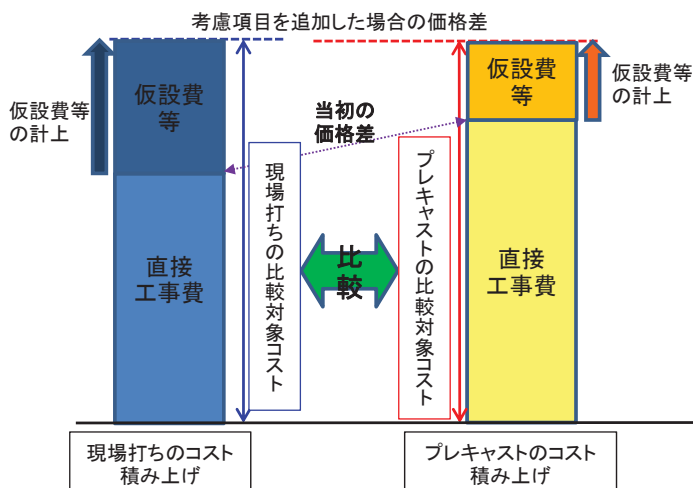 考慮項目を追加した場合の価格差
仮設費等
の計上
仮設費
等
当初の
価格差
仮設費
等
仮設費等
の計上
直接
工事費
現場打ちの比較対象コスト
比較
プレキャストの比較対象コスト
直接
工事費
現場打ちのコスト
積み上げ
プレキャストのコスト
積み上げ